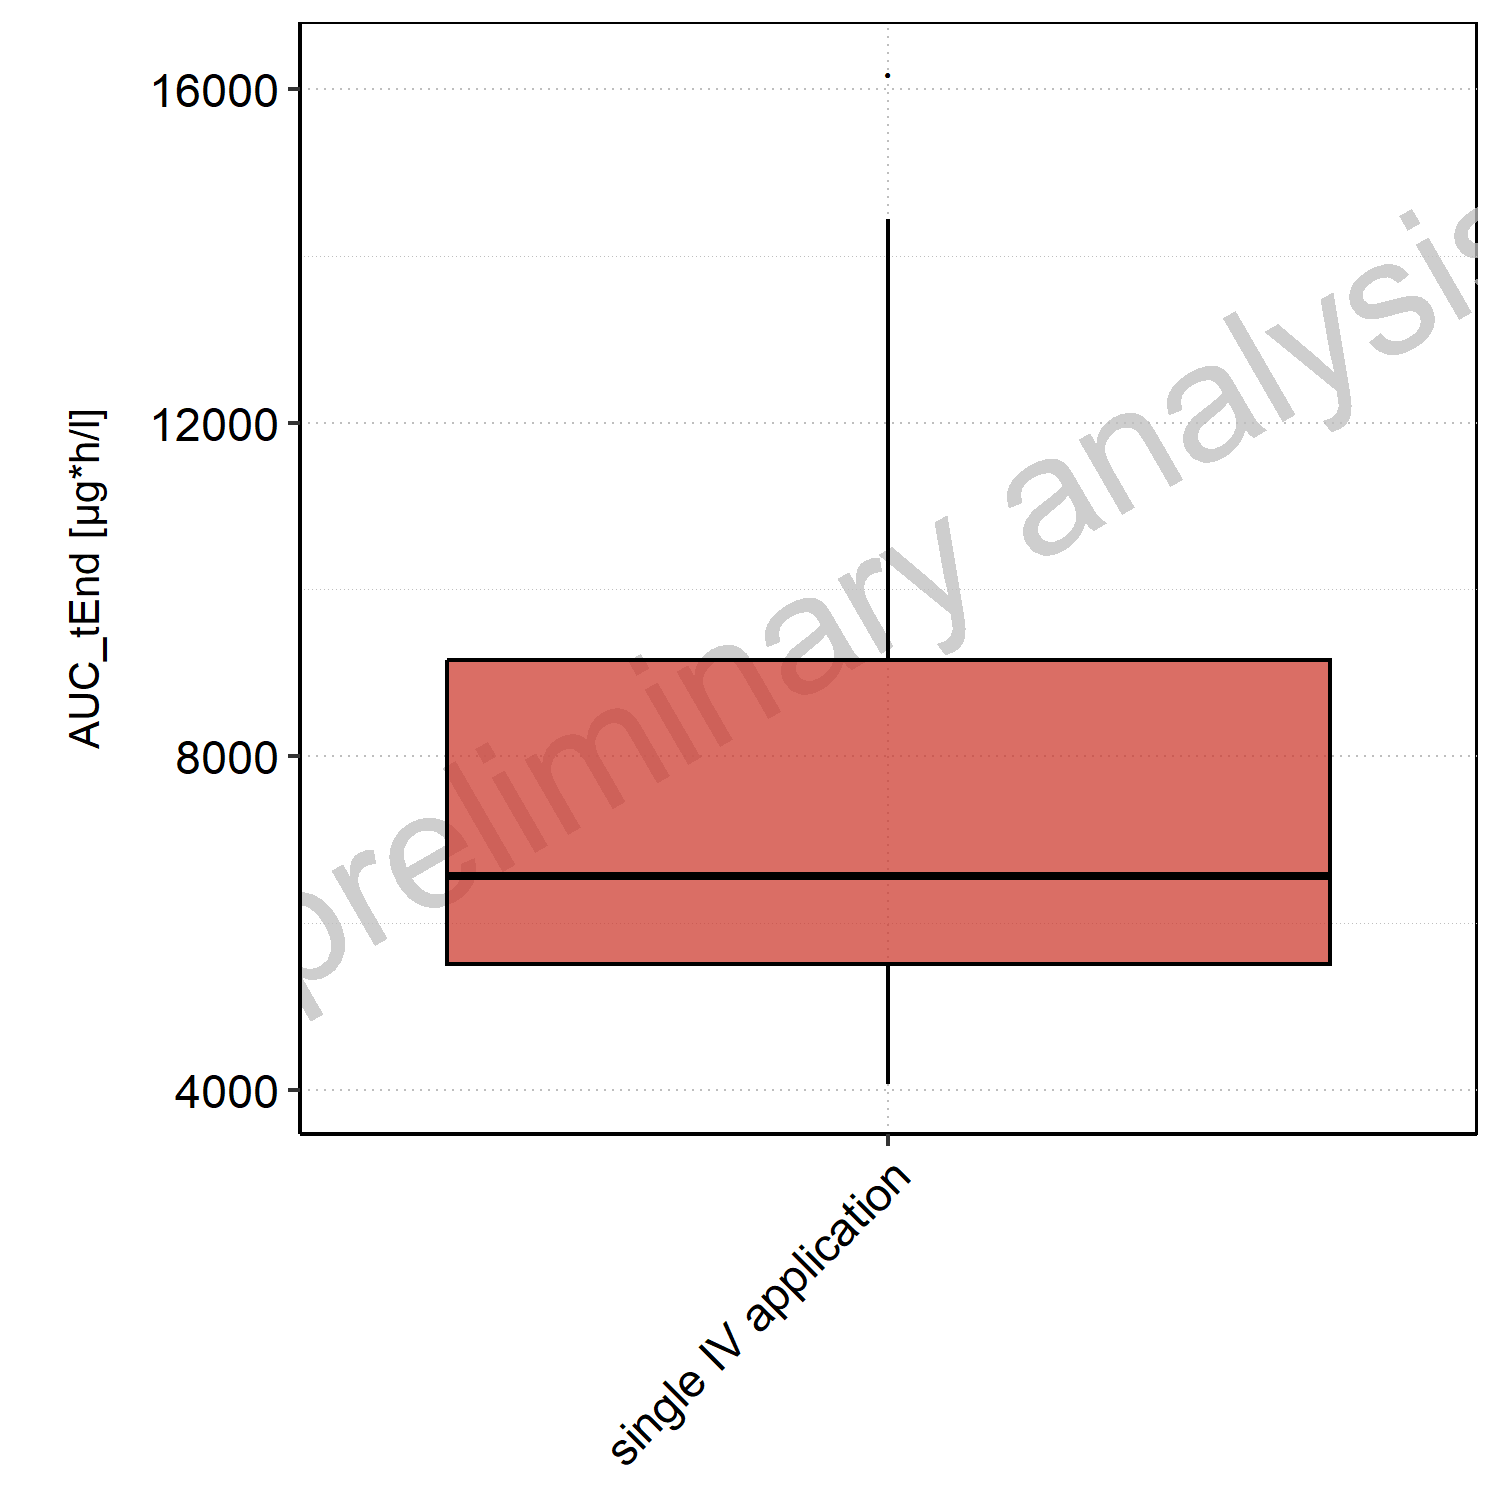 16000
12000
8000
4000
AUC_tEnd [µg*h/l]
preliminary analysis
single IV application